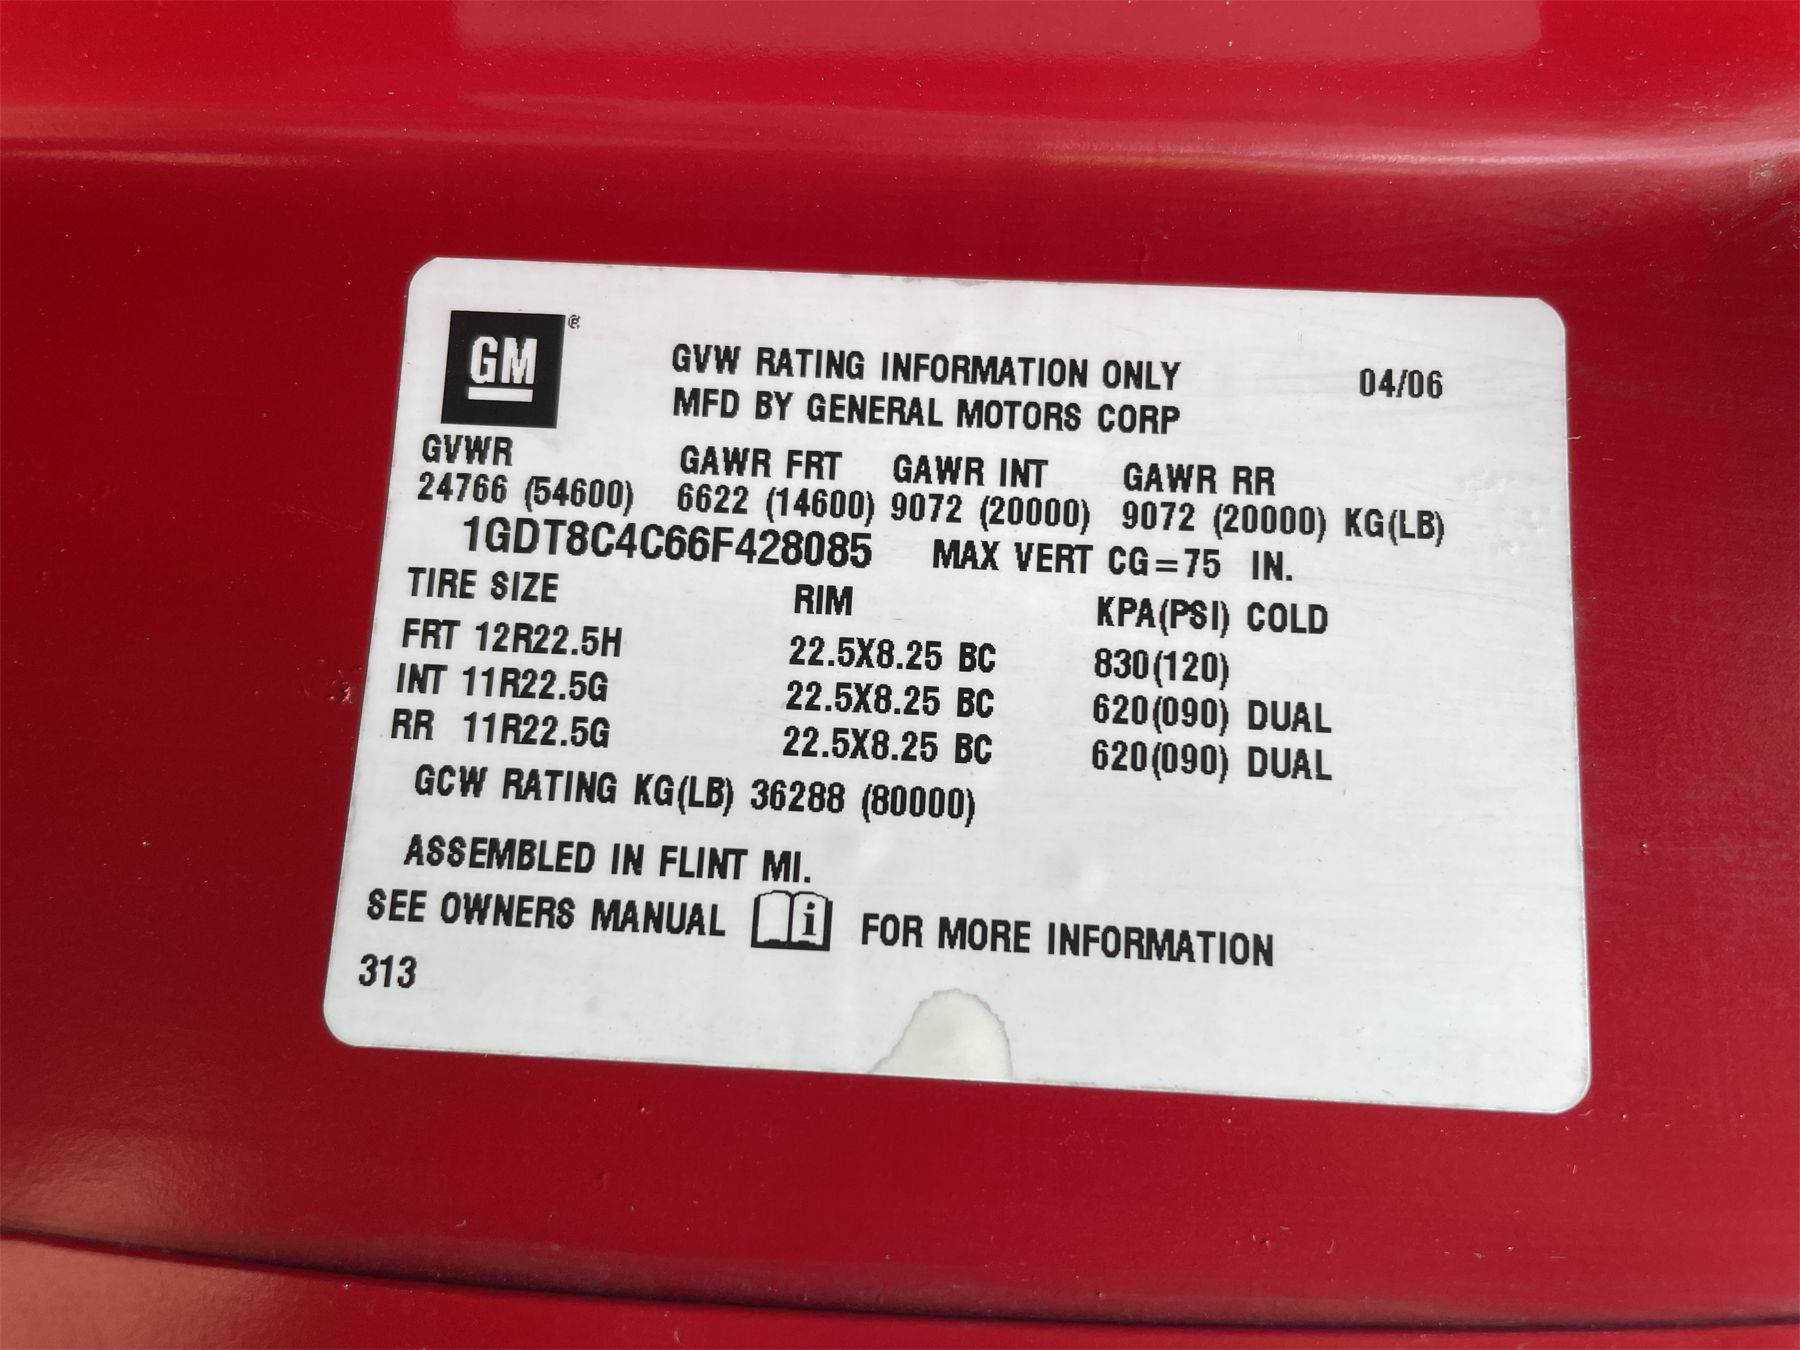 GM ®
GVW RATING INFORMATION ONLY 04/06
MFD BY GENERAL MOTORS CORP
GVWR GAWR FRT GAWR INT GAWR RR
24766 (54600) 6622 (14600) 9072 (20000) 9072 (20000) KG(LB)
1GDT8C4C66F428085 MAX VERT CG=75 IN.
TIRE SIZE RIM KPA(PSI) COLD
FRT 12R22.5H 22.5X8.25 BC 830(120)
INT 11R22.5G 22.5X8.25 BC 620(090) DUAL
RR 11R22.5G 22.5X8.25 BC 620(090) DUAL
GCW RATING KG(LB) 36288 (80000)
ASSEMBLED IN FLINT MI.
SEE OWNERS MANUAL i FOR MORE INFORMATION
313